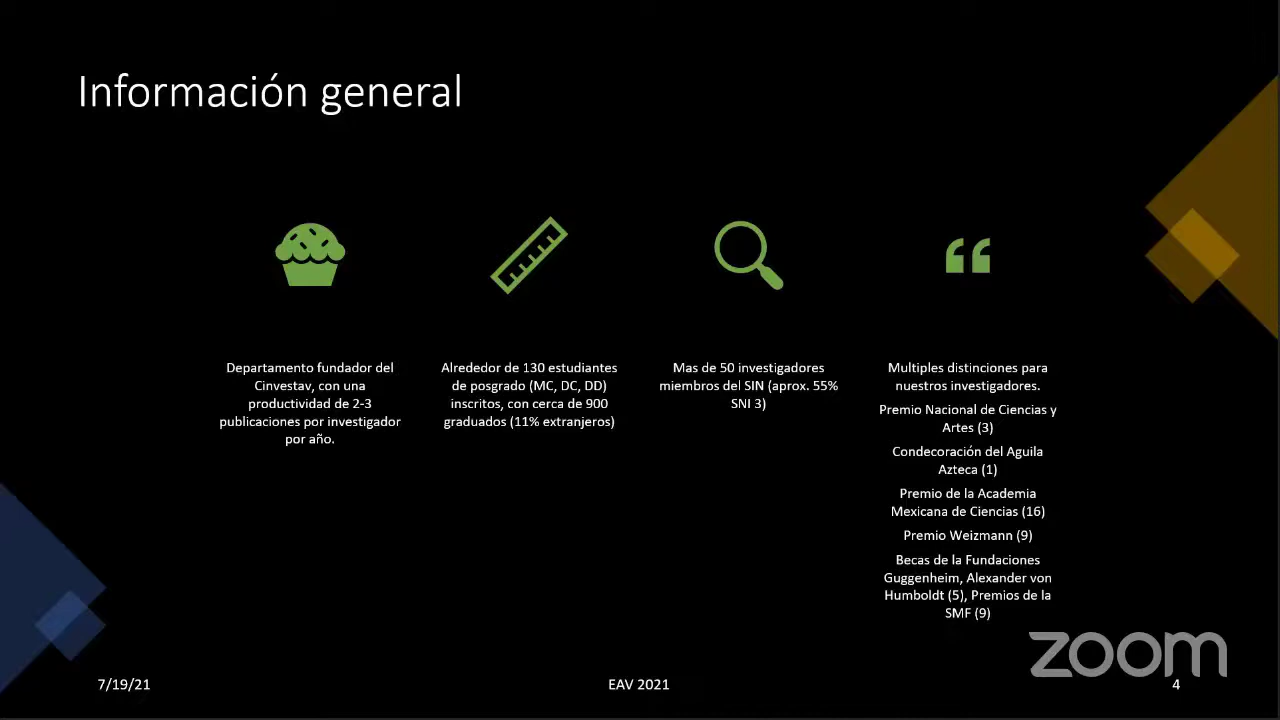 Información general
Departamento fundador del
Cinvestav, con una
productividad de 2-3
publicaciones por investigador
por año.
Alrededor de 130 estudiantes
de posgrado (MC, DC, DD)
inscritos, con cerca de 900
graduados (11% extranjeros)
Mas de 50 investigadores
miembros del SIN (aprox. 55%
SNI 3)
Multiples distinciones para
nuestros investigadores.
Premio Nacional de Ciencias y
Artes (3)
Condecoración del Aguila
Azteca (1)
Premio de la Academia
Mexicana de Ciencias (16)
Premio Weizmann (9)
Becas de la Fundaciones
Guggenheim, Alexander von
Humboldt (5), Premios de la
SMF (9)
zoom
7/19/21
EAV 2021
4